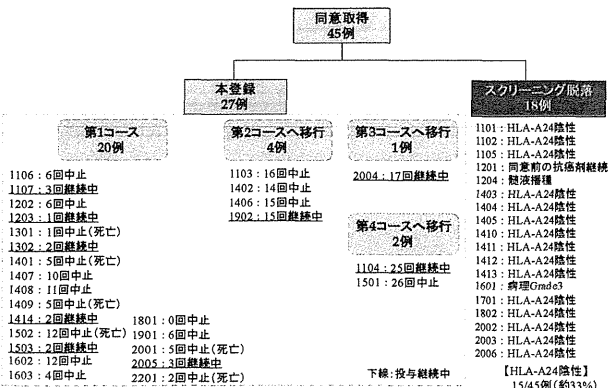 同意取得
45例
本登録
27例
スクリーニング脱落
18例
第1コース
20例
1106：6回中止
1107：3回継続中
1202：6回中止
1203：1回継続中
1301：1回中止(死亡)
1302：2回継続中
1401：5回中止(死亡)
1407：10回中止
1408：11回中止
1409：5回中止(死亡)
1414：2回継続中
1502：12回中止(死亡)
1503：2回継続中
1602：12回中止
1603：4回中止
1801：0回中止
1901：6回中止
2001：5回中止(死亡)
2005：3回継続中
2201：2回中止(死亡)
第2コースへ移行
4例
1103：16回中止
1402：14回中止
1406：15回中止
1902：15回継続中
第3コースへ移行
1例
2004：17回継続中
第4コースへ移行
2例
1104：25回継続中
1501：26回中止
下線:投与継続中
1101：HLA-A24陰性
1102：HLA-A24陰性
1105：HLA-A24陰性
1201：同意前の抗癌剤継続
1204：髄液播種
1403：HLA-A24陰性
1404：HLA-A24陰性
1405：HLA-A24陰性
1410：HLA-A24陰性
1411：HLA-A24陰性
1412：HLA-A24陰性
1413：HLA-A24陰性
1601：病理Grade3
1701：HLA-A24陰性
1802：HLA-A24陰性
2002：HLA-A24陰性
2003：HLA-A24陰性
2006：HLA-A24陰性
【HLA-A24陰性】
15/45例(約33%)